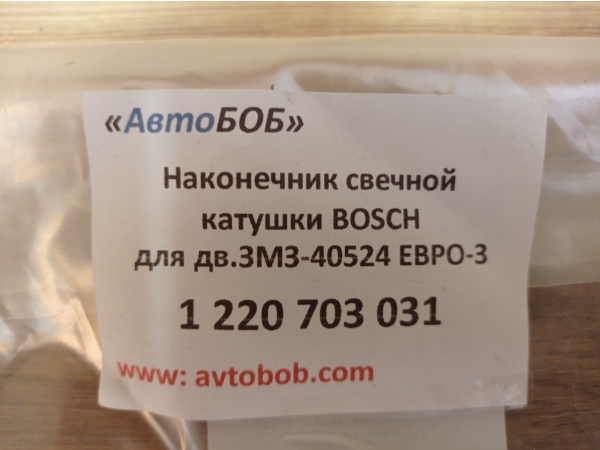 «АвтоБОБ»
Наконечник свечной
катушки BOSCH
для дв.ЗМЗ-40524 ЕВРО-3
1 220 703 031
www: avtobob.com